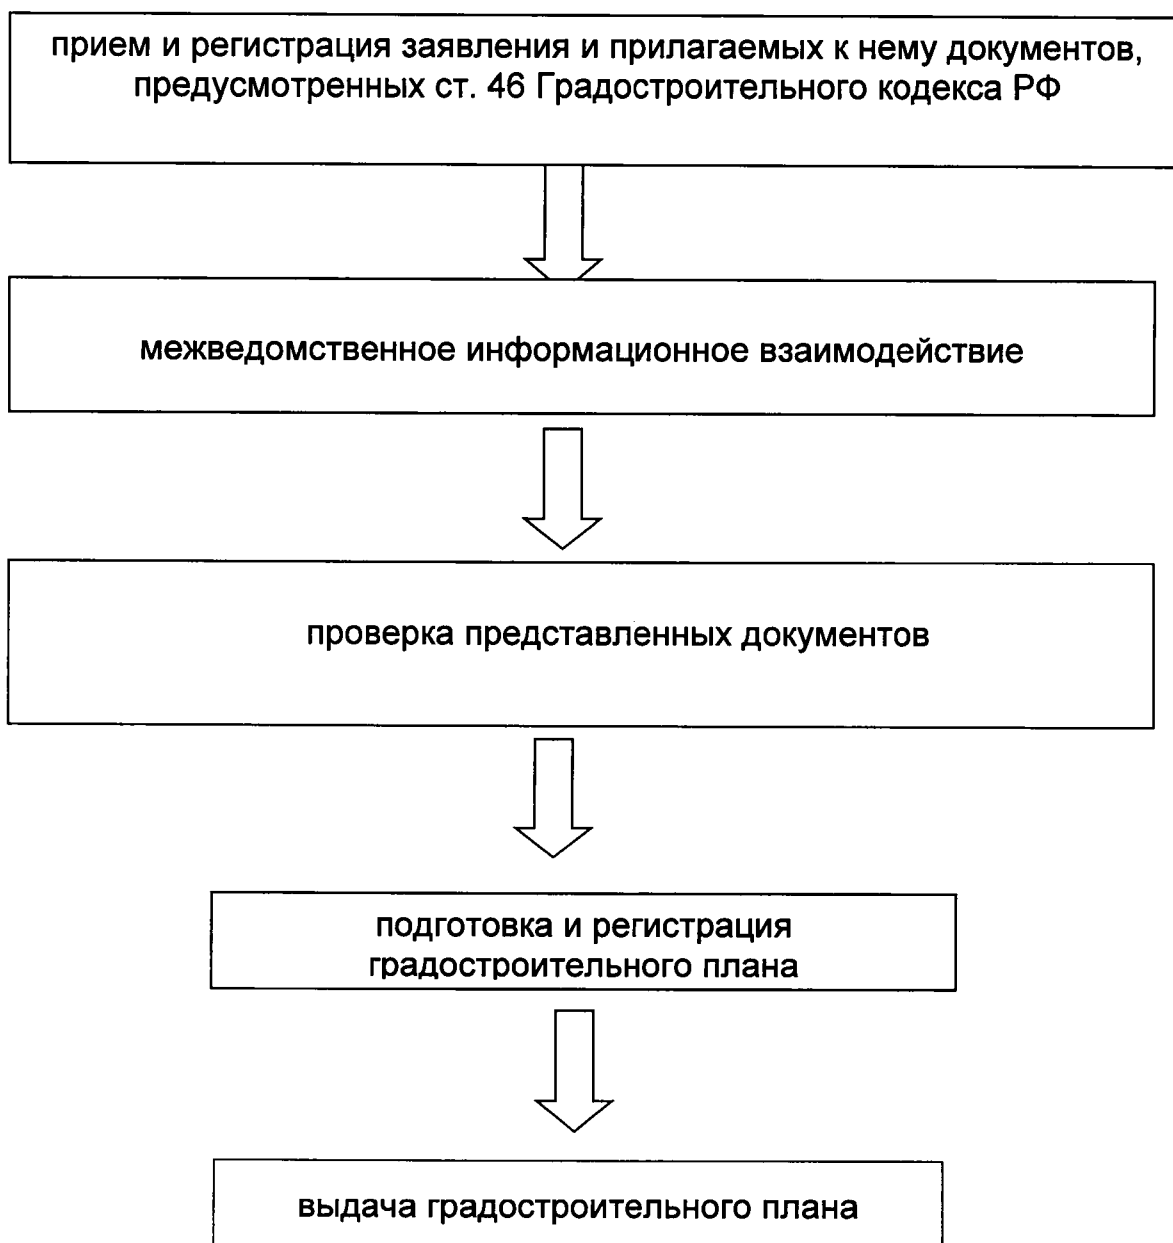 прием и регистрация заявления и прилагаемых к нему документов,
предусмотренных ст. 46 Градостроительного кодекса РФ
межведомственное информационное взаимодействие
проверка представленных документов
подготовка и регистрация
градостроительного плана
выдача градостроительного плана